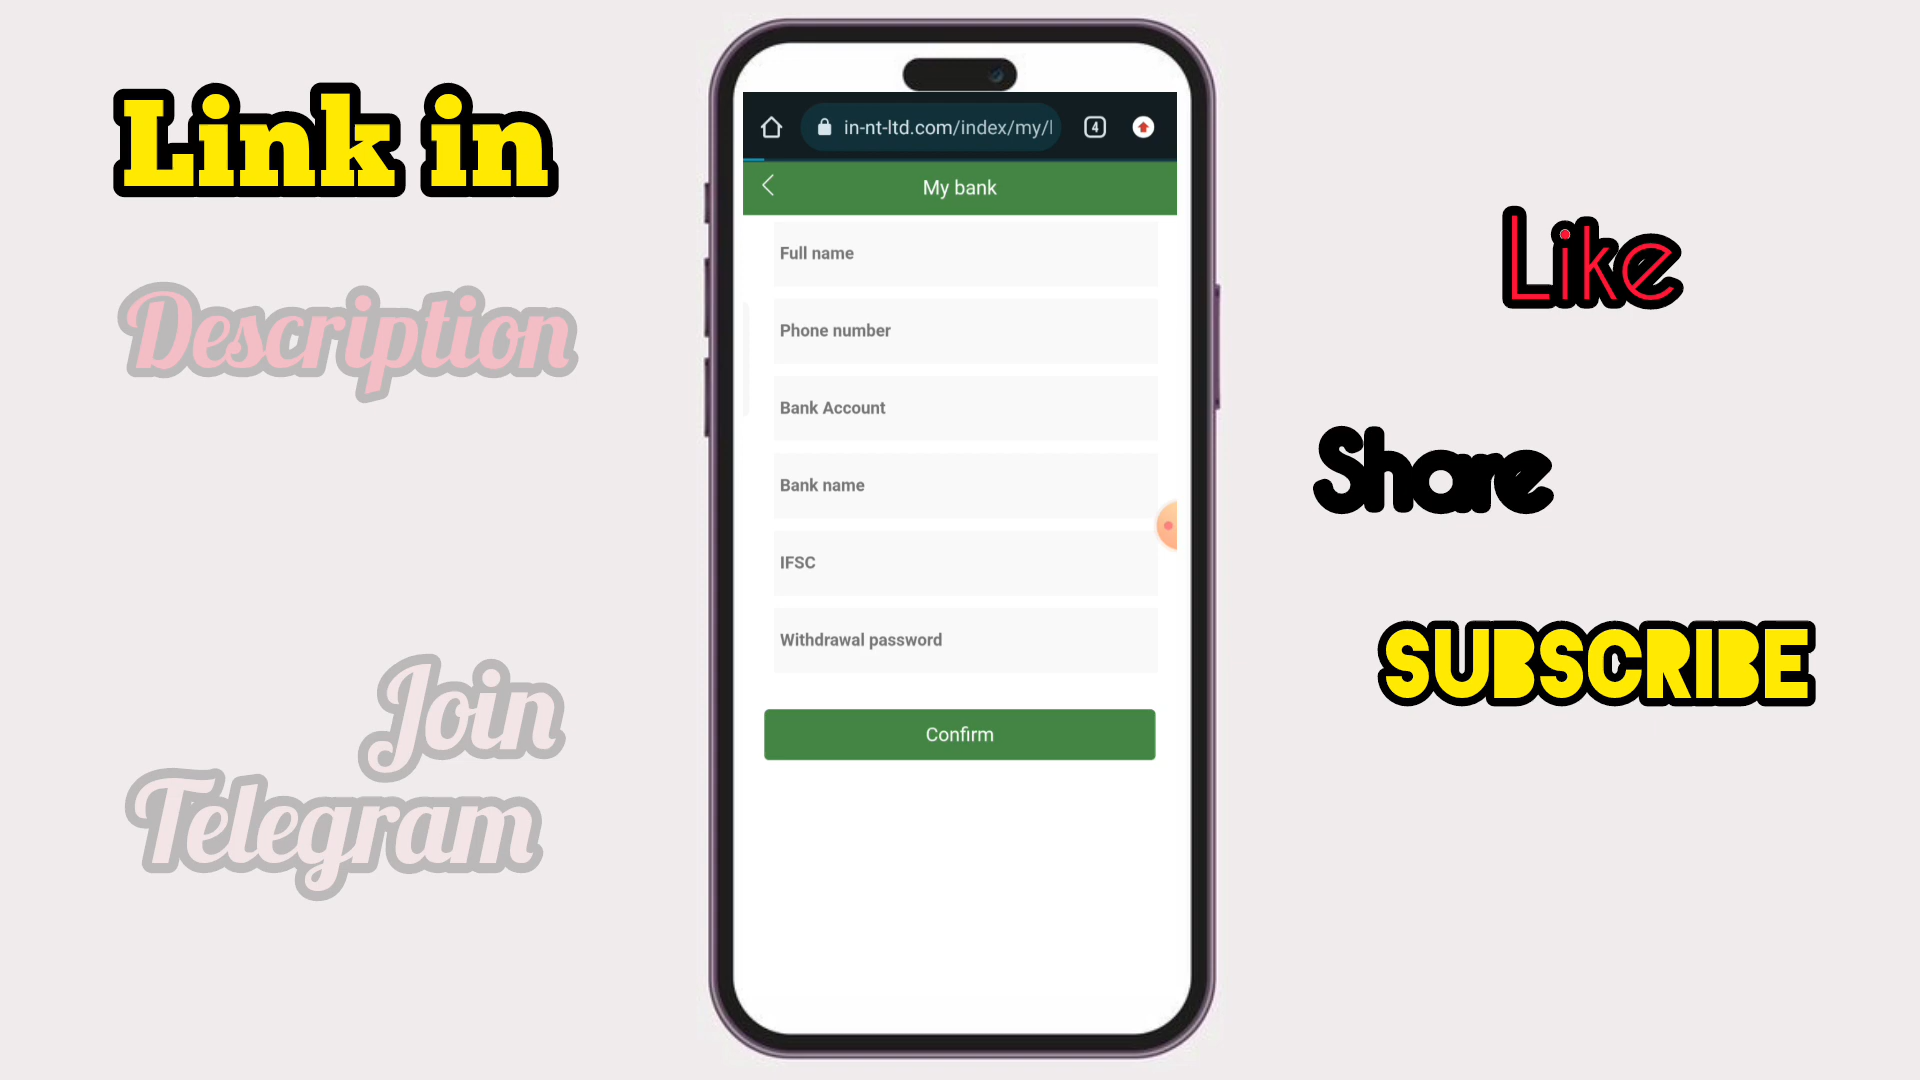 Link in
Description
Join
Telegram
in-nt-ltd.com/index/my/l
4
My bank
Full name
Phone number
Bank Account
Bank name
IFSC
Withdrawal password
Confirm
Like
Share
SUBSCRIBE